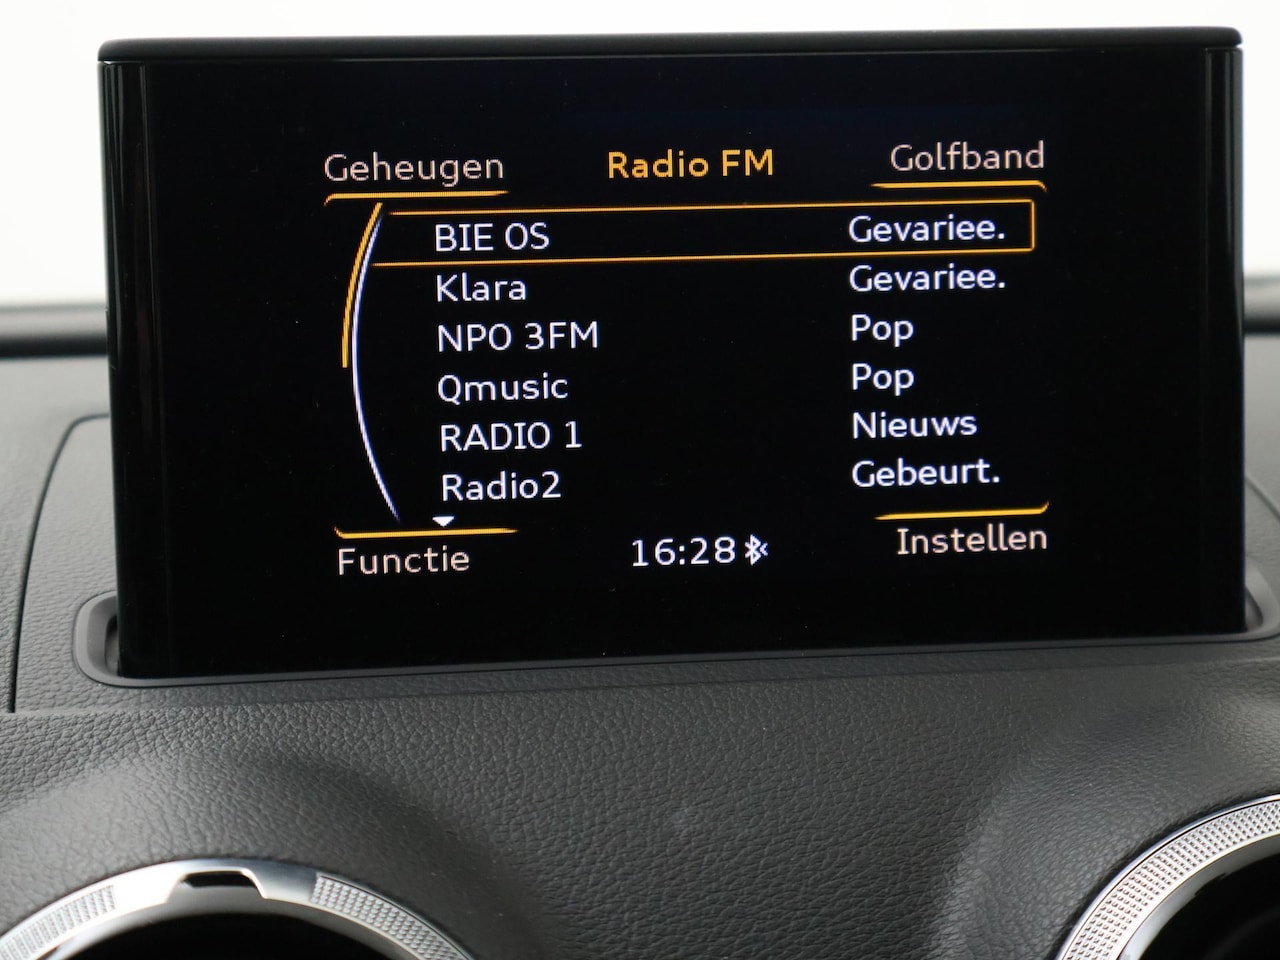 Geheugen Radio FM Golfband
BIE OS Gevariee.
Klara Gevariee.
NPO 3FM Pop
Qmusic Pop
RADIO 1 Nieuws
Radio2 Gebeurt.
Functie 16:28 Instellen